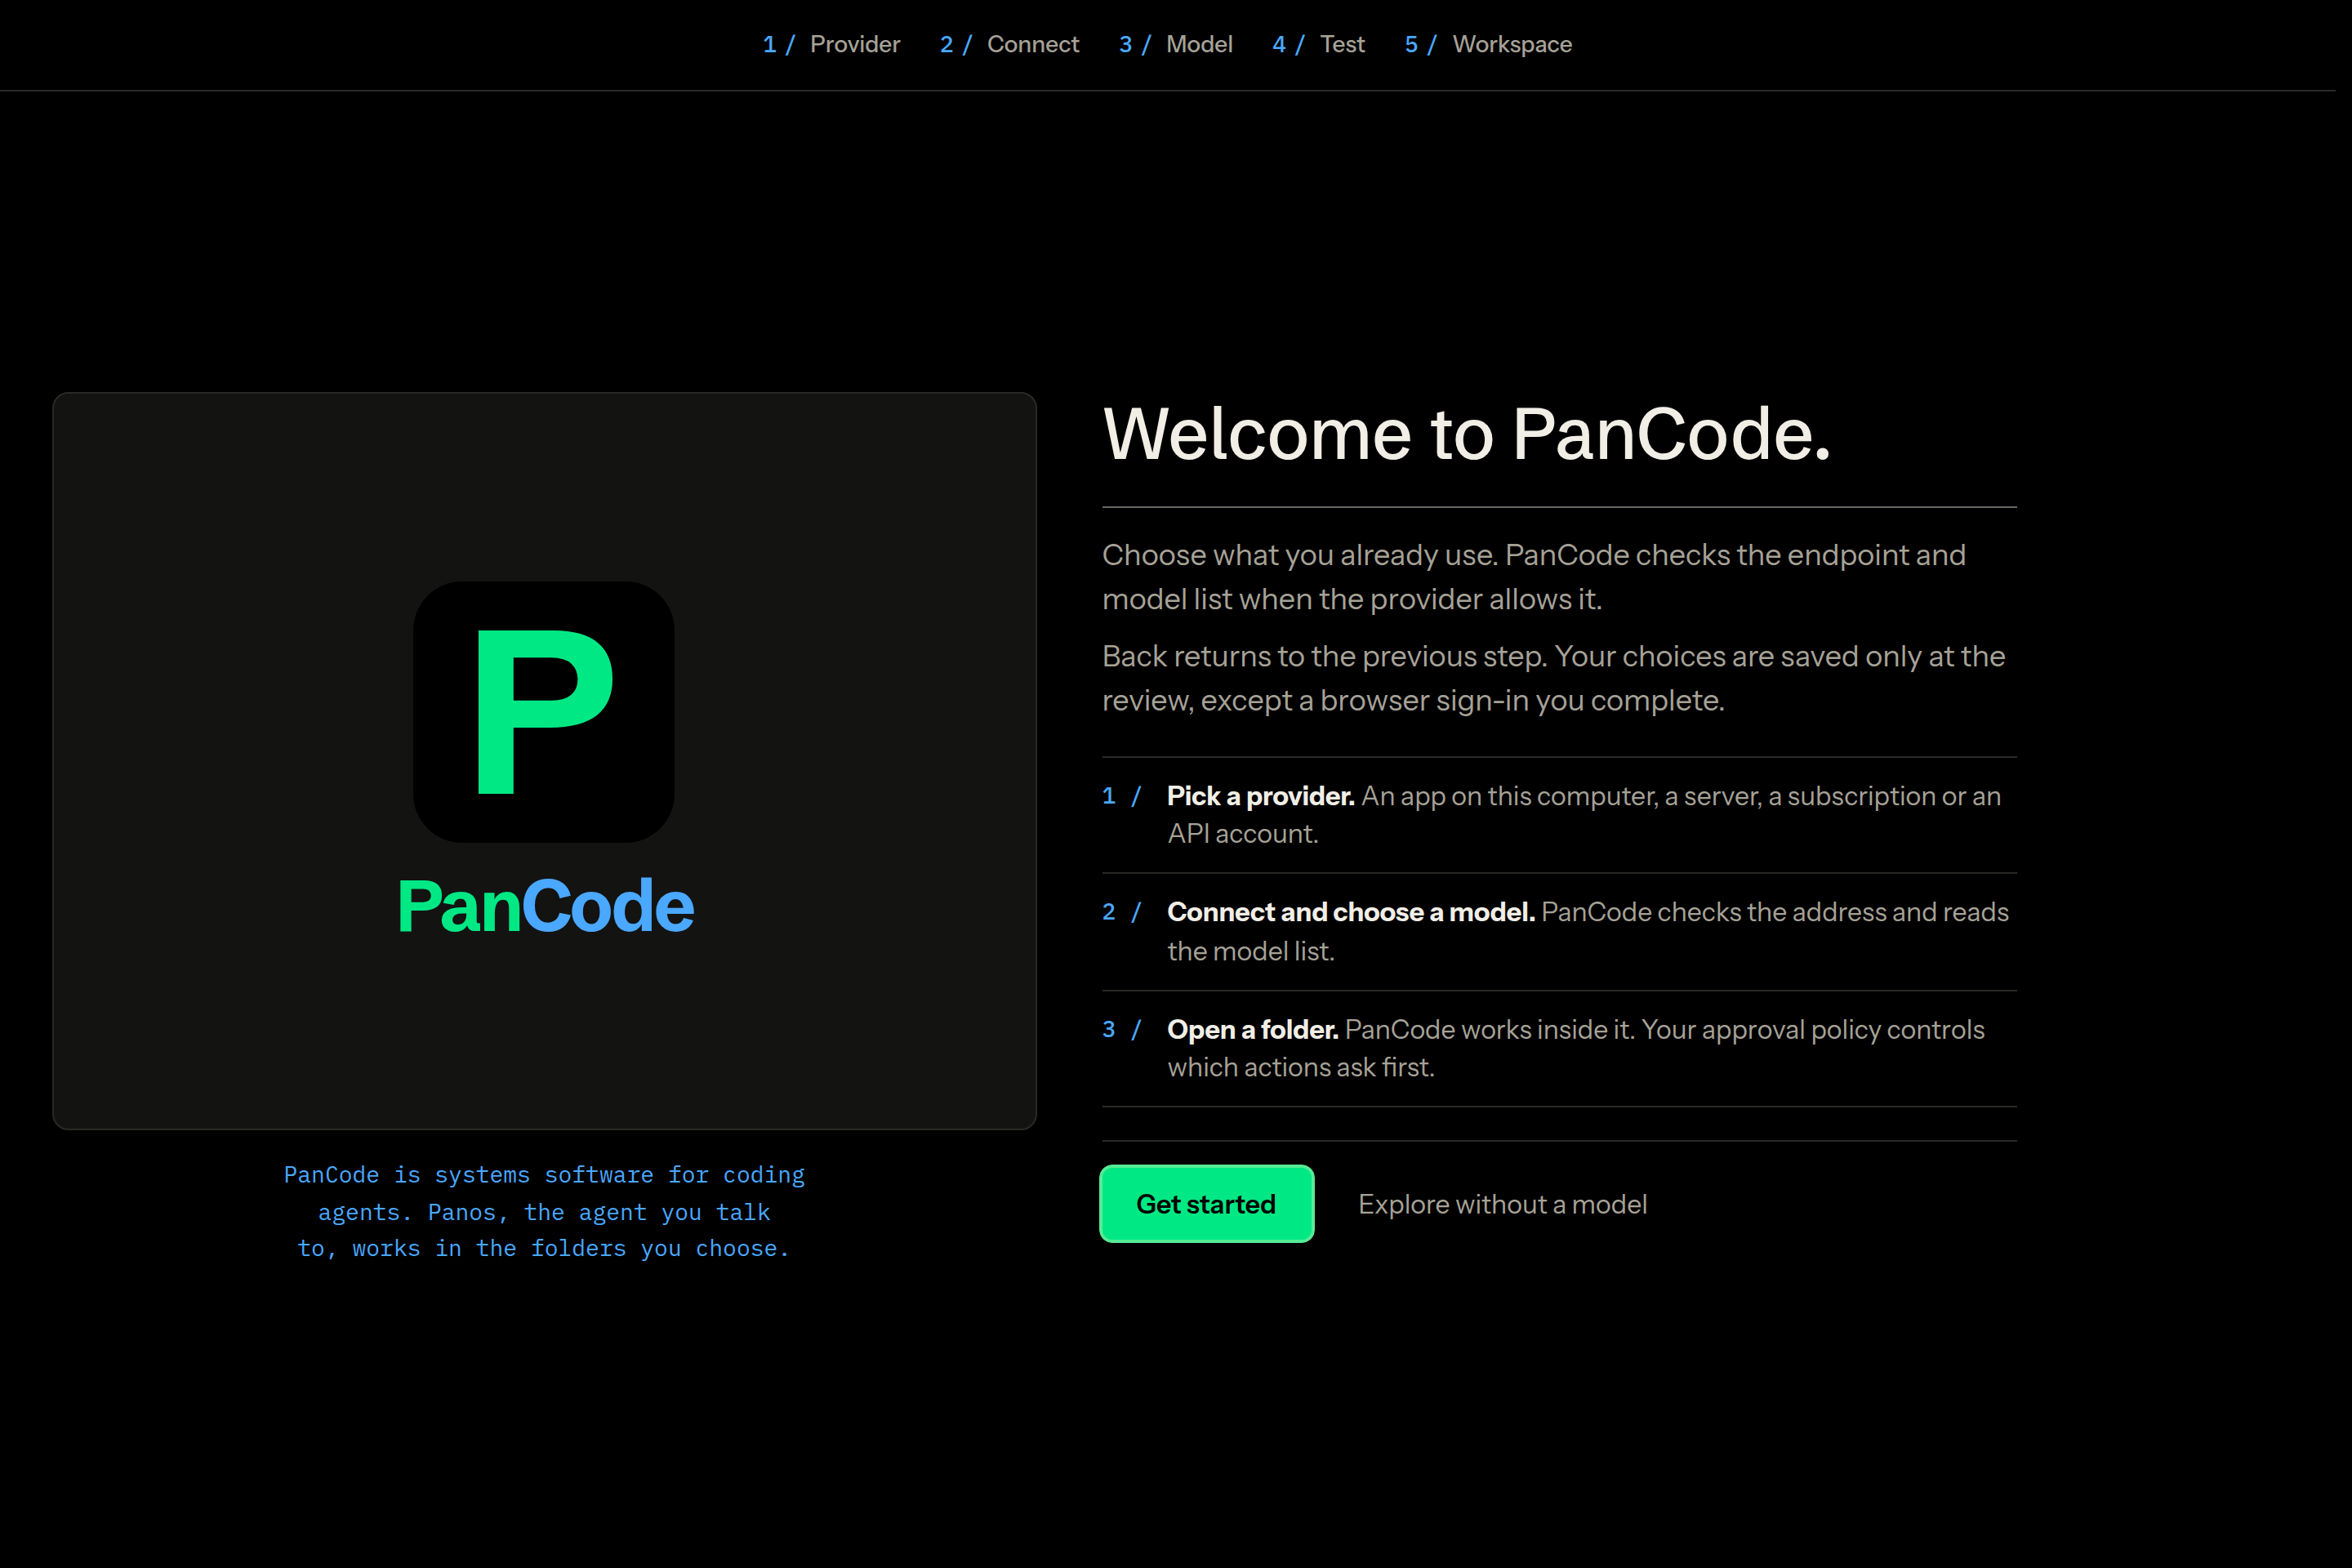 1 / Provider 2 / Connect 3 / Model 4 / Test 5 / Workspace
P
PanCode
PanCode is systems software for coding
agents. Panos, the agent you talk
to, works in the folders you choose.
Welcome to PanCode.
Choose what you already use. PanCode checks the endpoint and
model list when the provider allows it.
Back returns to the previous step. Your choices are saved only at the
review, except a browser sign-in you complete.
1 / Pick a provider. An app on this computer, a server, a subscription or an
API account.
2 / Connect and choose a model. PanCode checks the address and reads
the model list.
3 / Open a folder. PanCode works inside it. Your approval policy controls
which actions ask first.
Get started Explore without a model